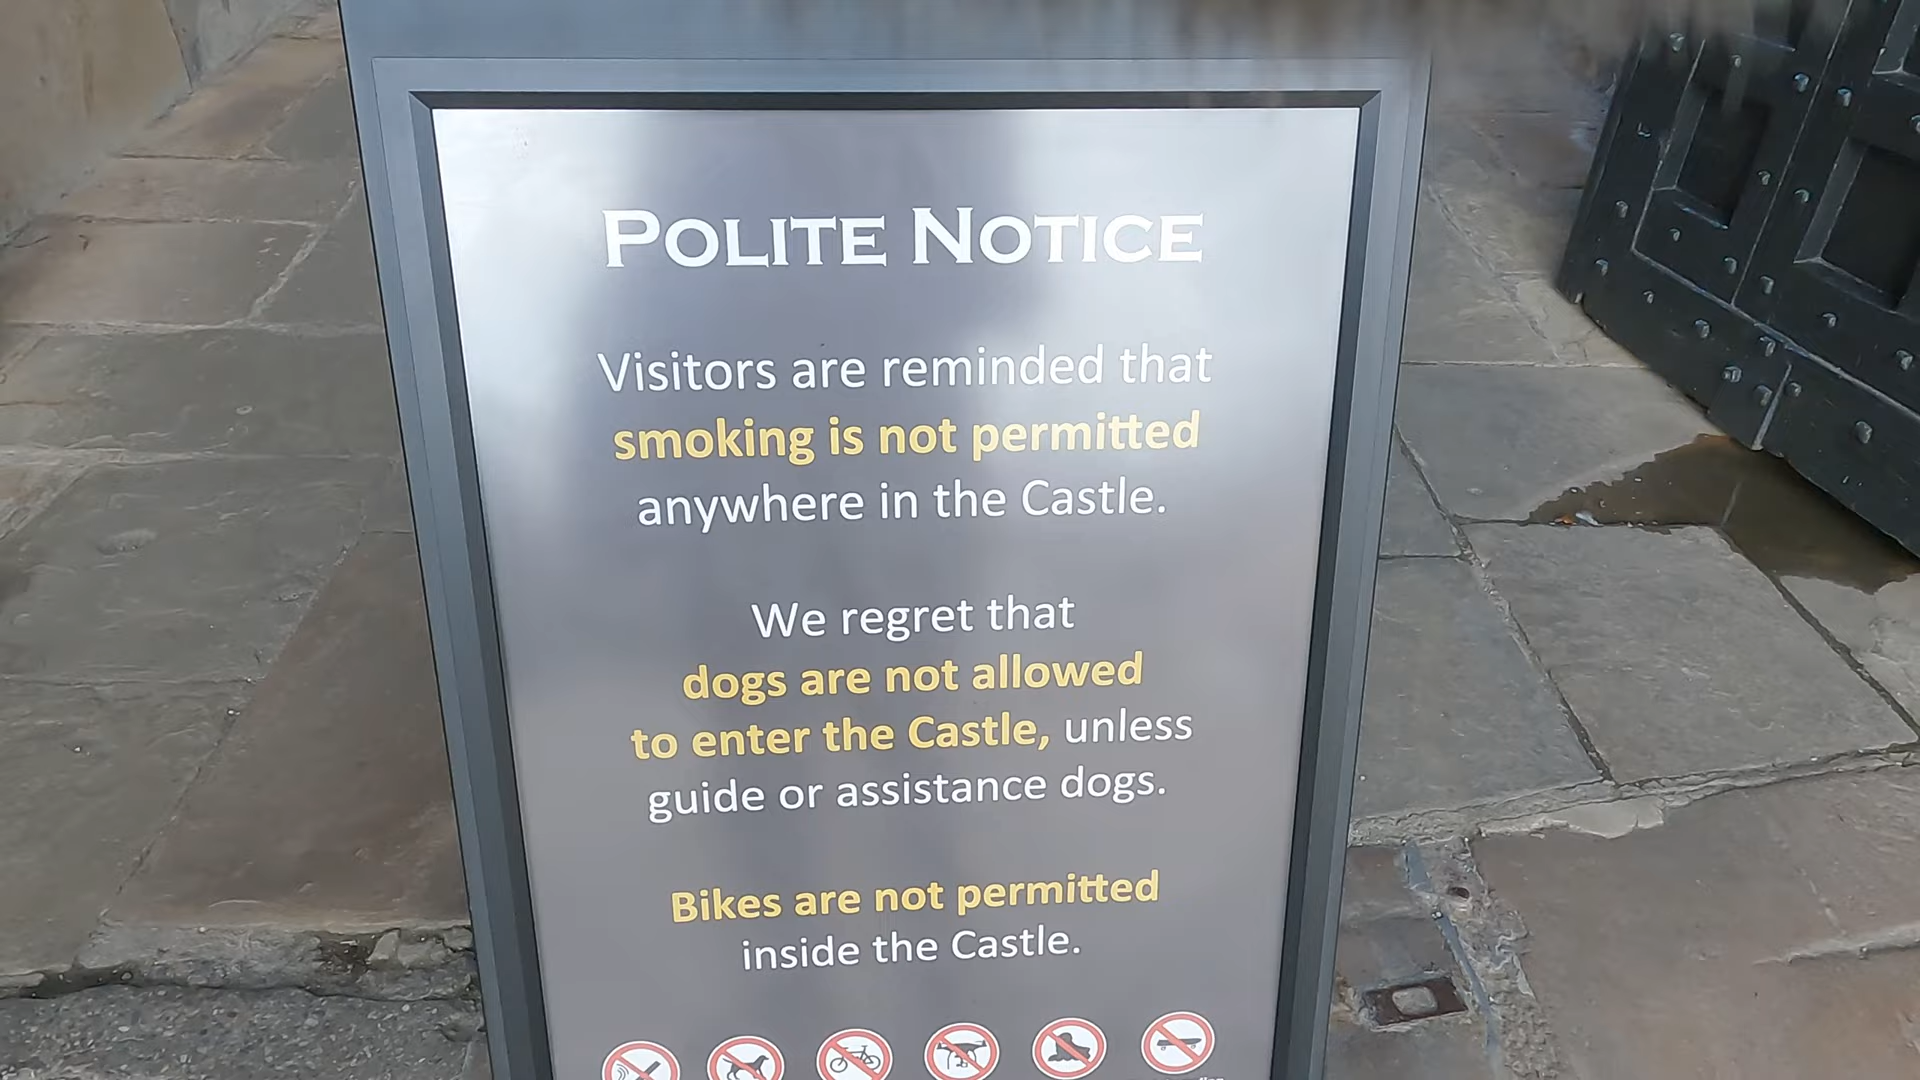 POLITE NOTICE
Visitors are reminded that
smoking is not permitted
anywhere in the Castle.
We regret that
dogs are not allowed
to enter the Castle, unless
guide or assistance dogs.
Bikes are not permitted
inside the Castle.